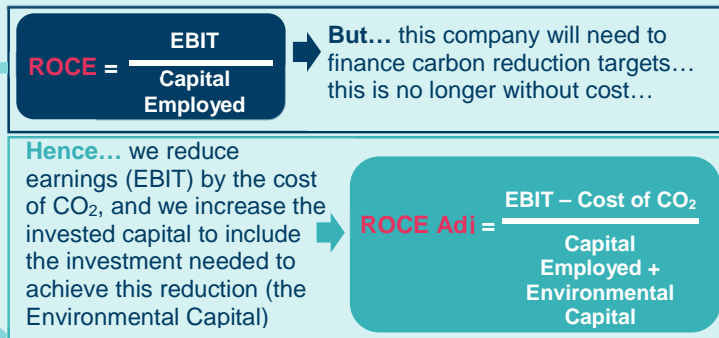 ROCE = EBIT
Capital
Employed
But… this company will need to
finance carbon reduction targets…
this is no longer without cost…
Hence… we reduce
earnings (EBIT) by the cost
of CO₂, and we increase the
invested capital to include
the investment needed to
achieve this reduction (the
Environmental Capital)
ROCE Adi = EBIT – Cost of CO₂
Capital
Employed +
Environmental
Capital